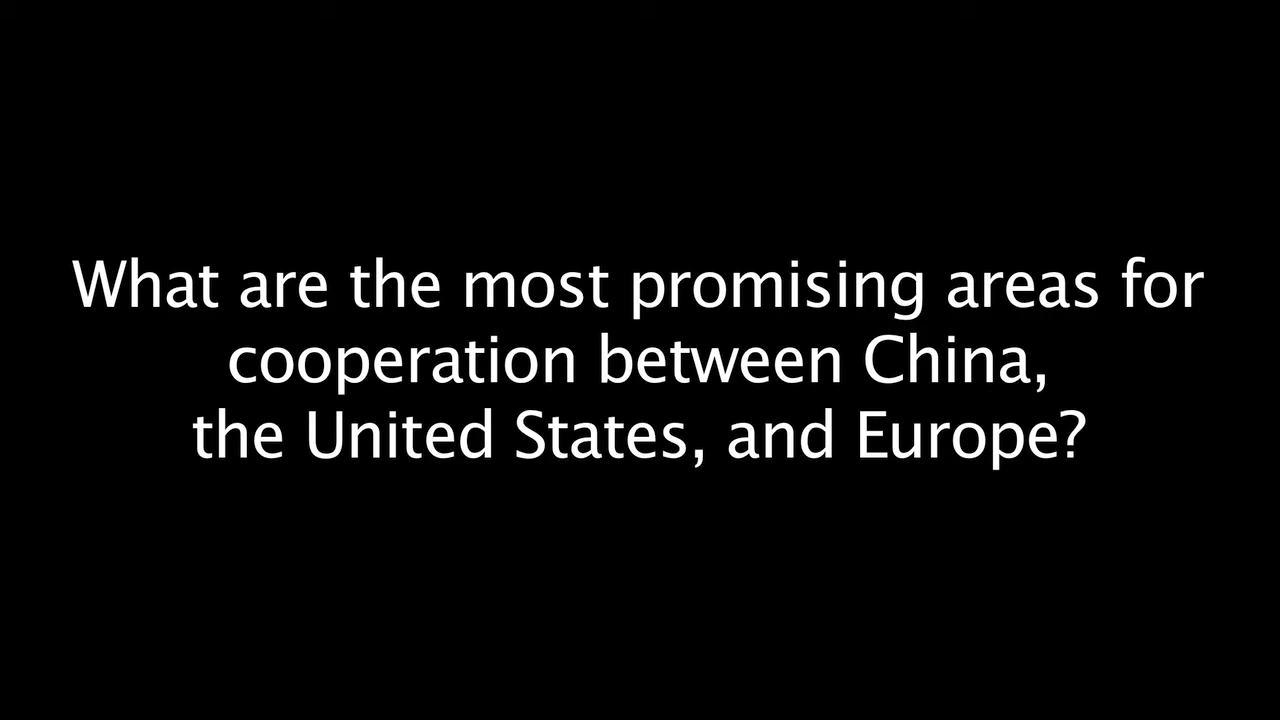 What are the most promising areas for
cooperation between China,
the United States, and Europe?